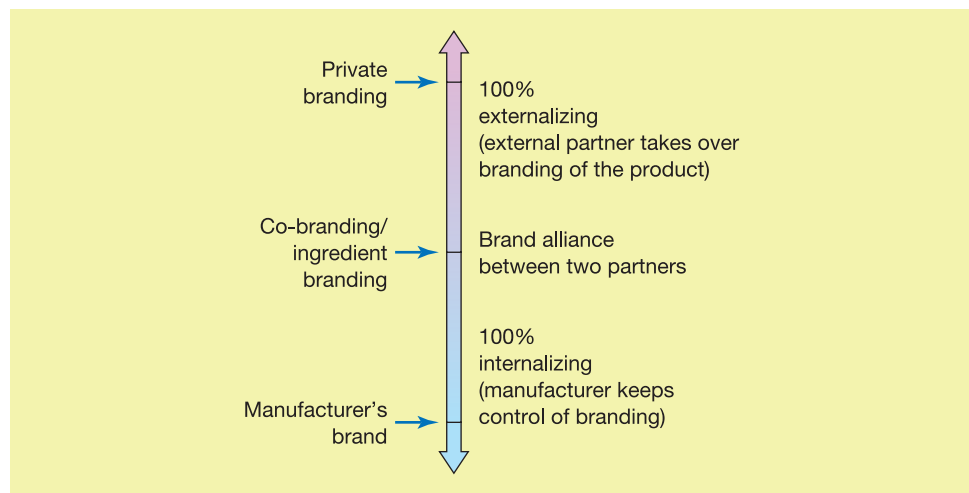 Private
branding
100%
externalizing
(external partner takes over
branding of the product)
Co-branding/
ingredient
branding
Brand alliance
between two partners
100%
internalizing
(manufacturer keeps
control of branding)
Manufacturer’s
brand